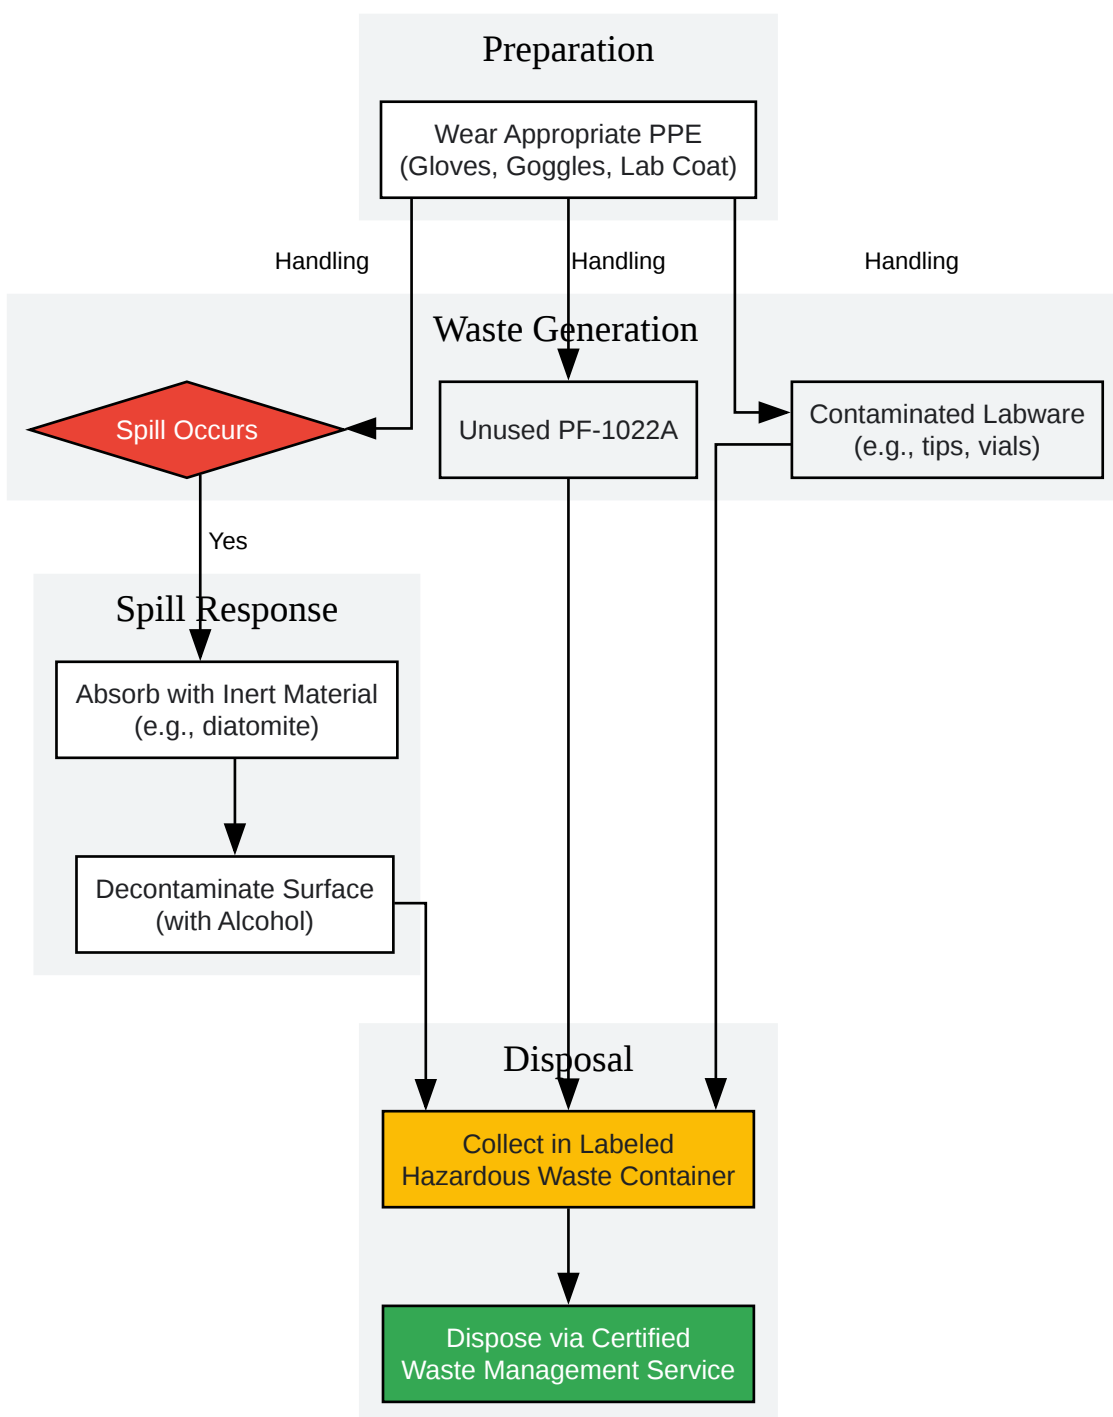 Preparation
Wear Appropriate PPE
(Gloves, Goggles, Lab Coat)
Handling
Handling
Handling
Waste Generation
Spill Occurs
Unused PF-1022A
Contaminated Labware
(e.g., tips, vials)
Yes
Spill Response
Absorb with Inert Material
(e.g., diatomite)
Decontaminate Surface
(with Alcohol)
Disposal
Collect in Labeled
Hazardous Waste Container
Dispose via Certified
Waste Management Service